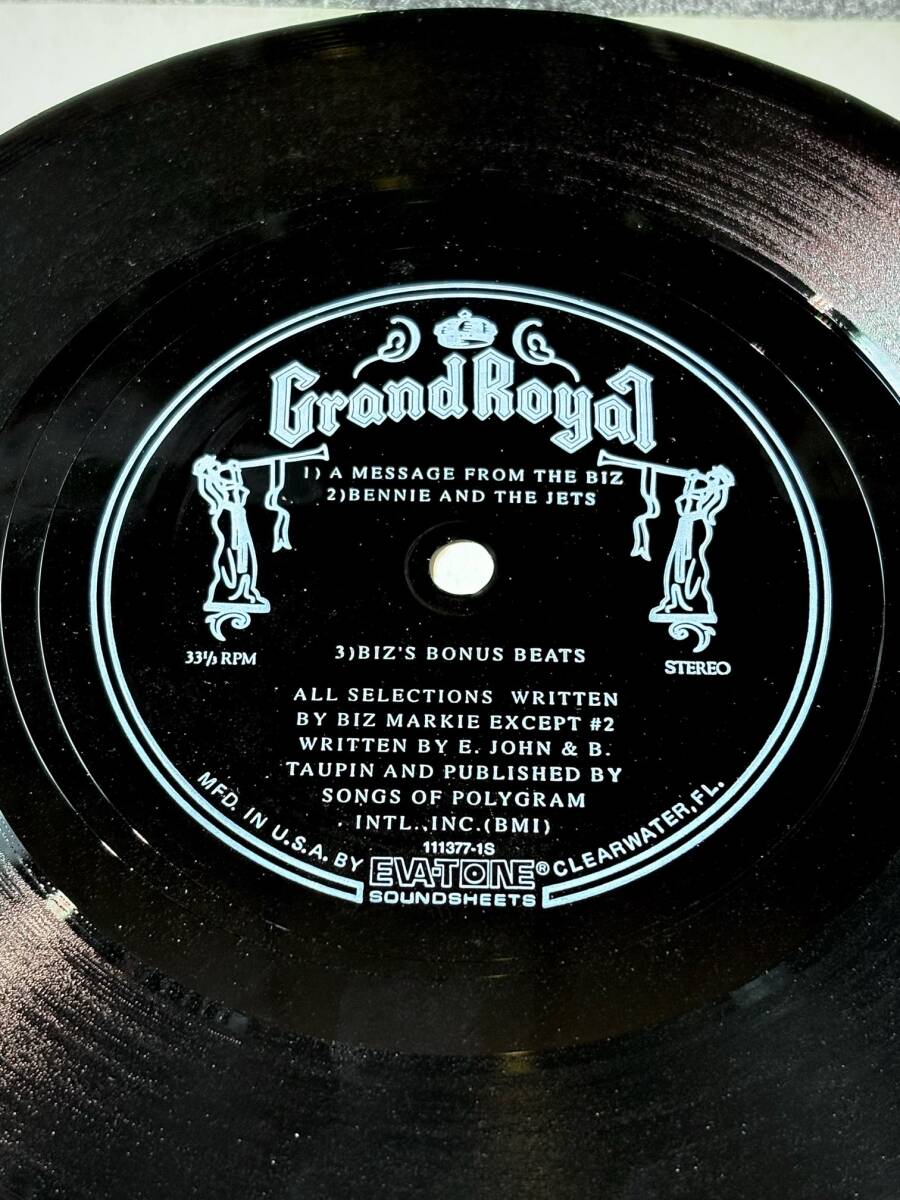 Grand Royal
1) A MESSAGE FROM THE BIZ
2)BENNIE AND THE JETS
3)BIZ'S BONUS BEATS
33⅓ RPM
STEREO
ALL SELECTIONS WRITTEN
BY BIZ MARKIE EXCEPT #2
WRITTEN BY E. JOHN & B.
TAUPIN AND PUBLISHED BY
SONGS OF POLYGRAM
INTL., INC.(BMI)
111377-1S
MFD. IN U.S.A. BY EVA-TONE® CLEARWATER, FL.
SOUNDSHEETS